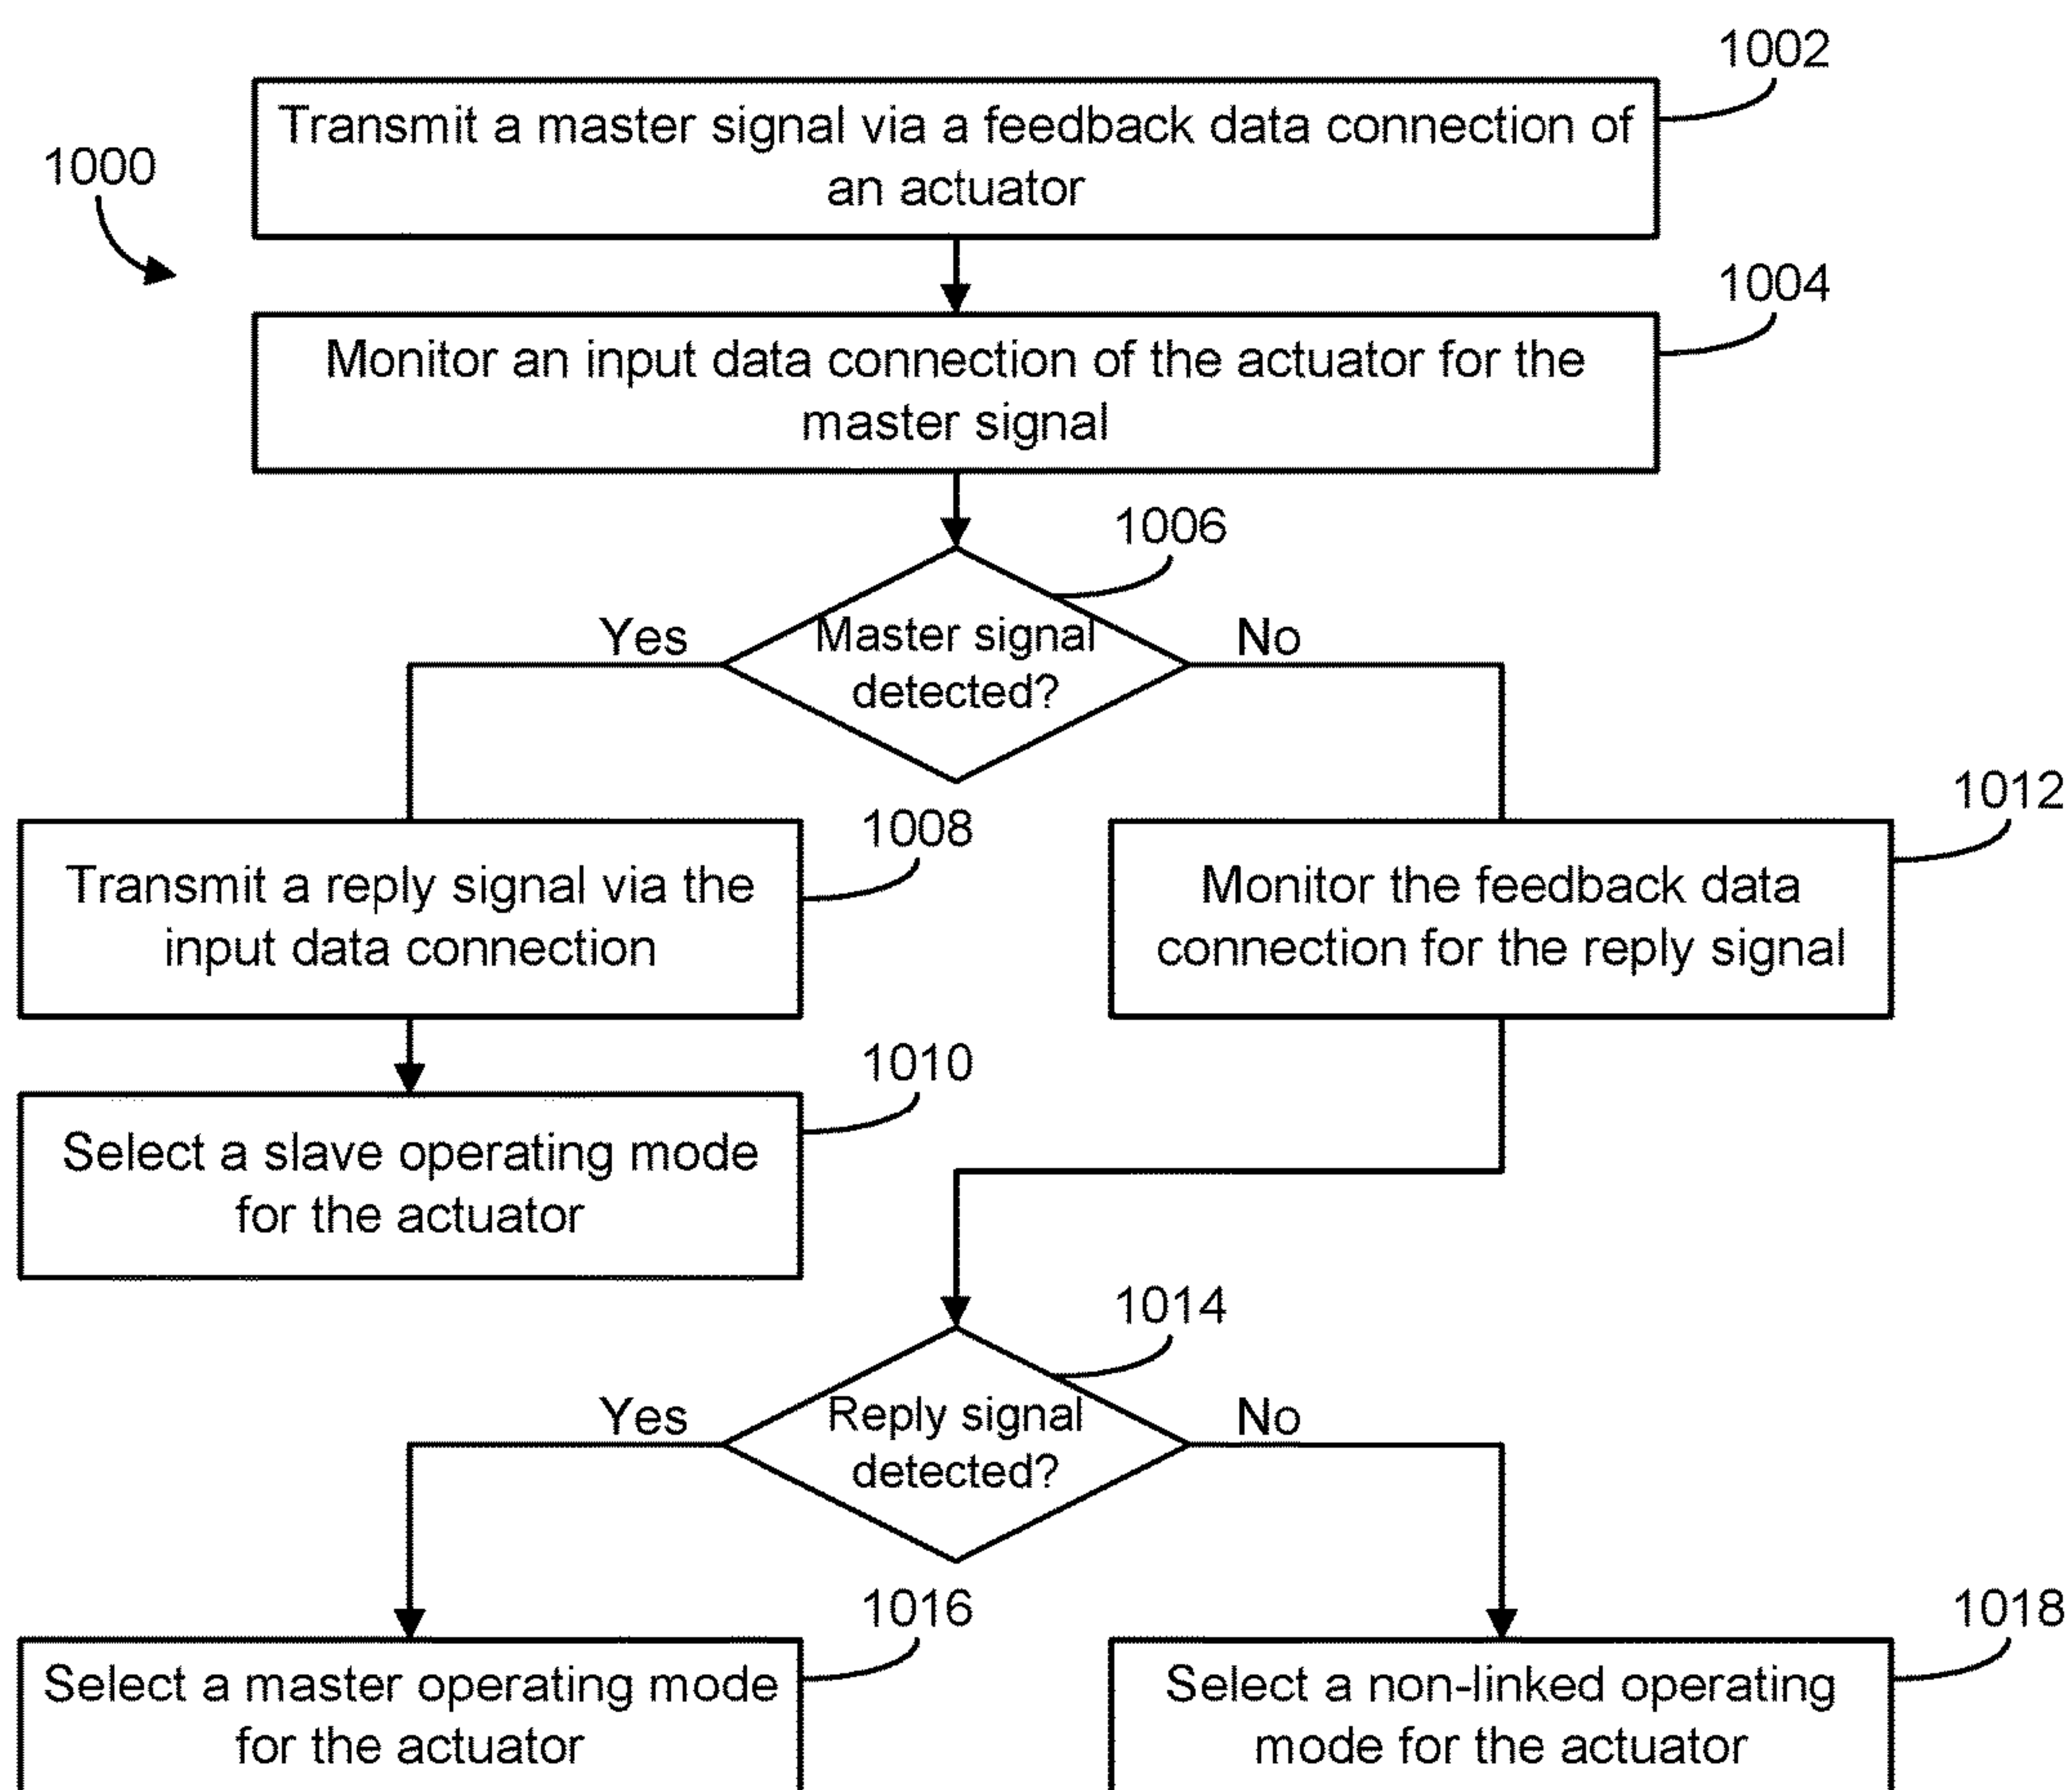 1002
Transmit a master signal via a feedback data connection of
an actuator
1000
1004
Monitor an input data connection of the actuator for the
master signal
1006
Yes
Master signal
detected?
No
1008
Transmit a reply signal via the
input data connection
1012
Monitor the feedback data
connection for the reply signal
1010
Select a slave operating mode
for the actuator
1014
Yes
Reply signal
detected?
No
1016
Select a master operating mode
for the actuator
1018
Select a non-linked operating
mode for the actuator